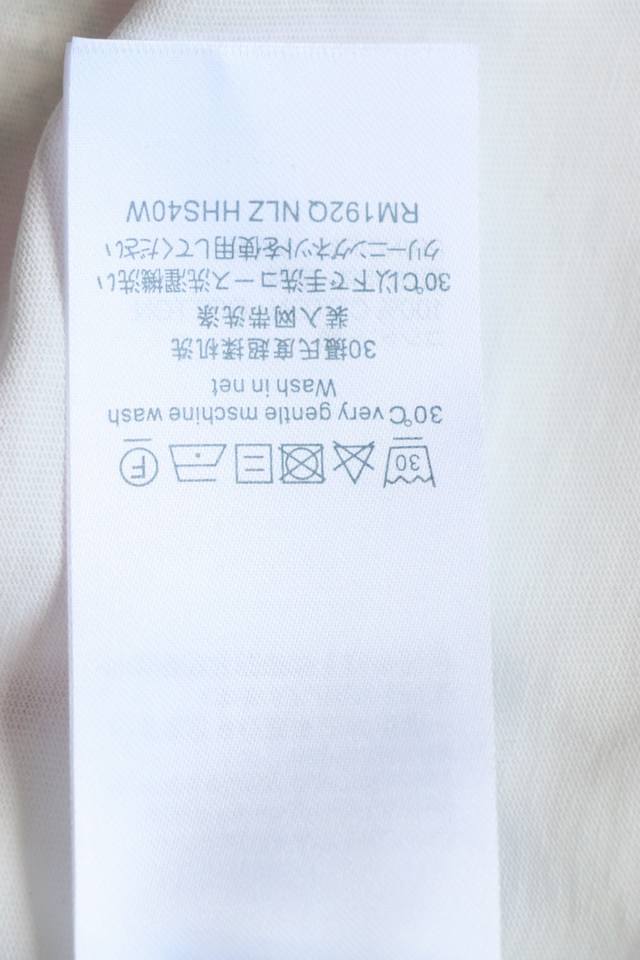 30
F
30℃ very gentle mschine wash
Wash in net
30摄氏度超揉机洗
装入网带洗涤
30℃以下で手洗コース洗濯機洗い
クリーニングネットを使用してください
RM192Q NLZ HHS40W